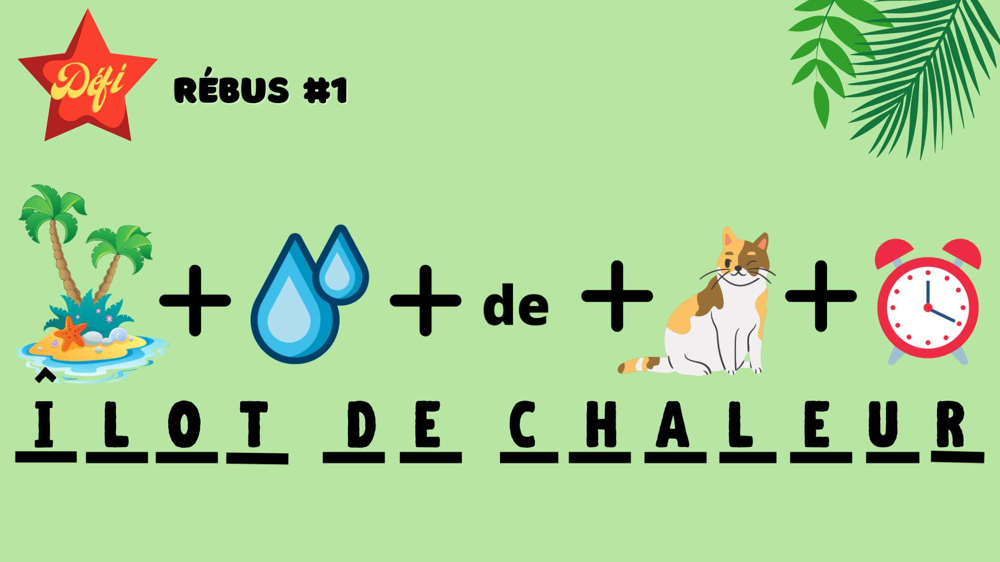 Défi
RÉBUS #1
de
ÎLOT DE CHALEUR